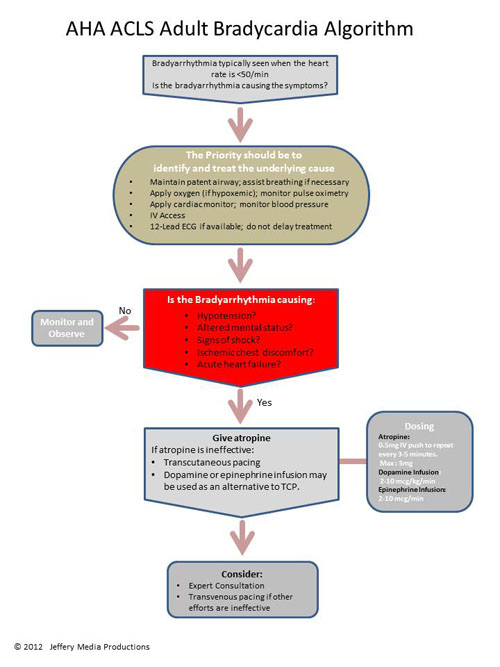 AHA ACLS Adult Bradycardia Algorithm
Bradyarrhythmia typically seen when the heart
rate is <50/min
Is the bradyarrhythmia causing the symptoms?
The Priority should be to
identify and treat the underlying cause
• Maintain patent airway; assist breathing if necessary
• Apply oxygen (if hypoxemic); monitor pulse oximetry
• Apply cardiac monitor; monitor blood pressure
• IV Access
• 12-Lead ECG if available; do not delay treatment
Is the Bradyarrhythmia causing:
• Hypotension?
• Altered mental status?
• Signs of shock?
• Ischemic chest discomfort?
• Acute heart failure?
No
Monitor and
Observe
Yes
Give atropine
If atropine is ineffective:
• Transcutaneous pacing
• Dopamine or epinephrine infusion may
be used as an alternative to TCP.
Dosing
Atropine:
0.5mg IV push to repeat
every 3-5 minutes.
Max: 3mg
Dopamine Infusion
2-10 mcg/kg/min
Epinephrine Infusion:
2-10 mcg/min
Consider:
• Expert Consultation
• Transvenous pacing if other
efforts are ineffective
© 2012 Jeffery Media Productions